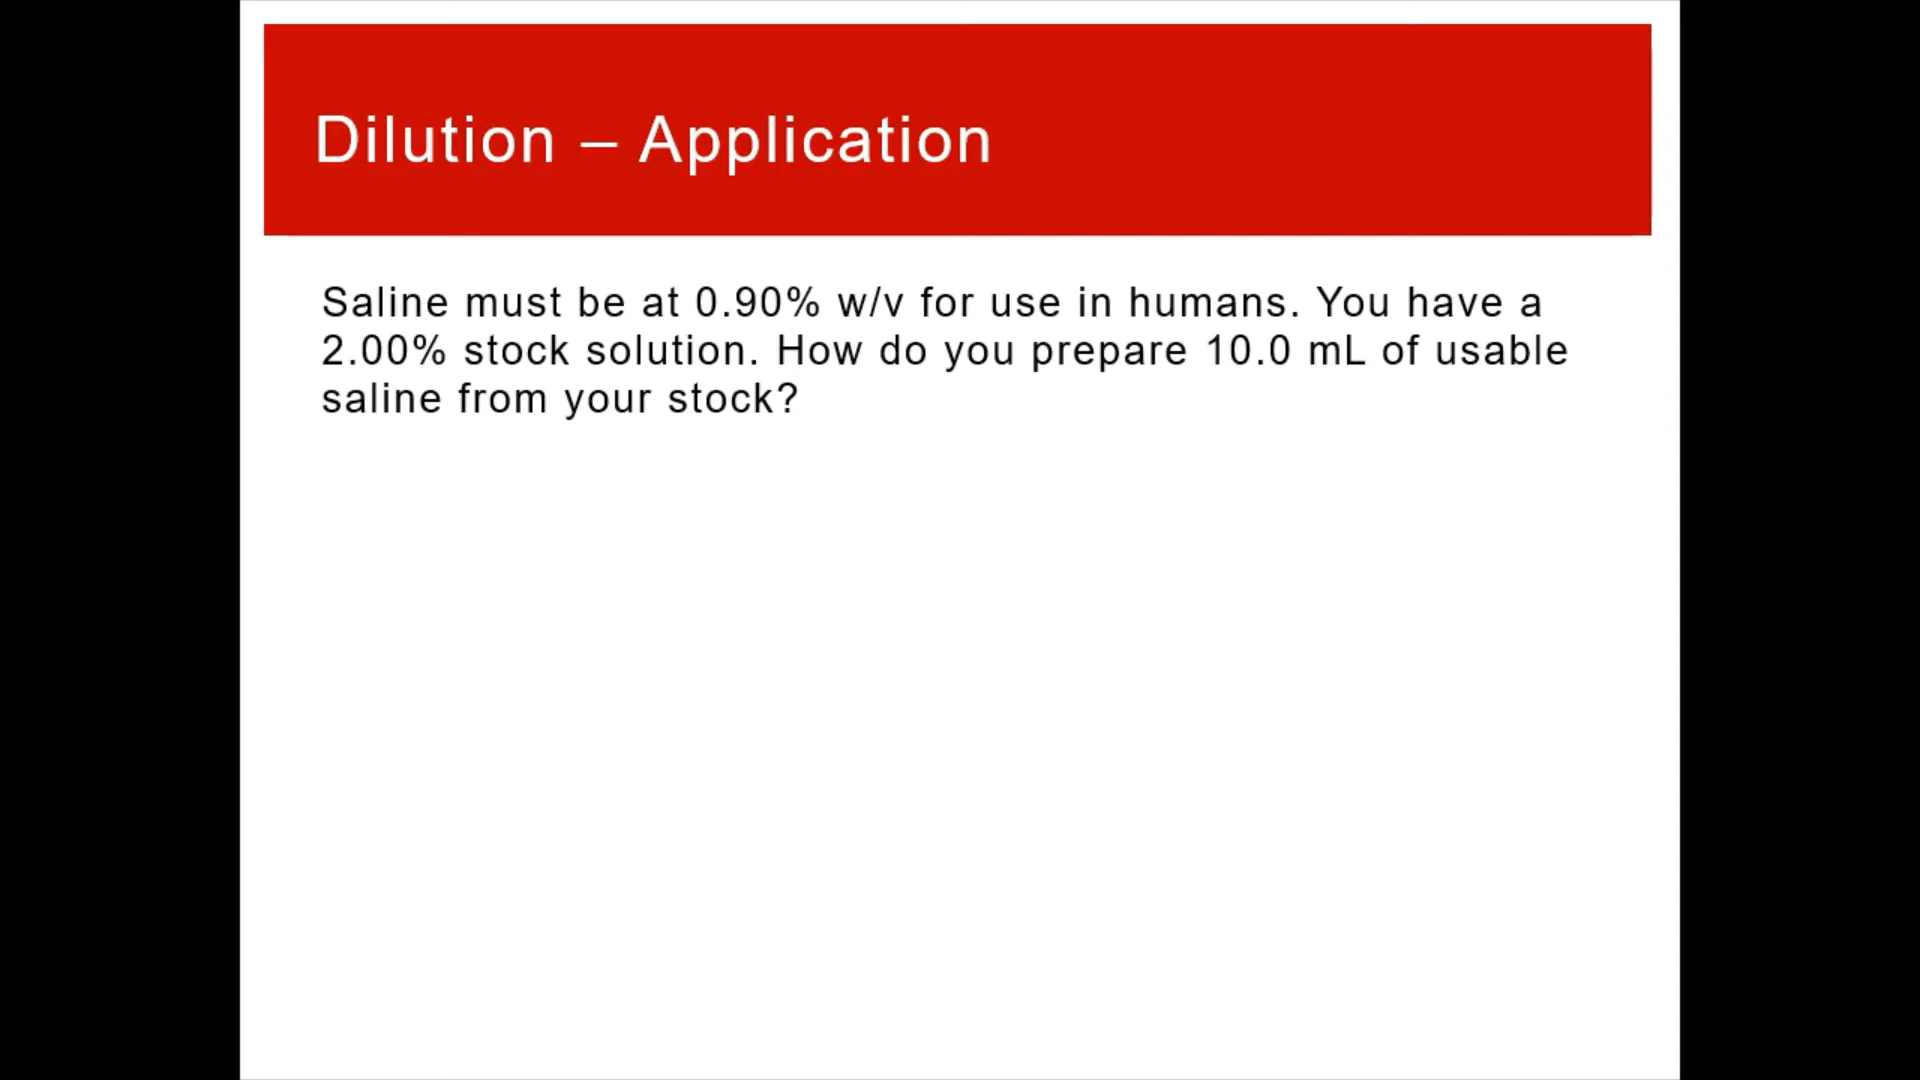 Dilution – Application
Saline must be at 0.90% w/v for use in humans. You have a
2.00% stock solution. How do you prepare 10.0 mL of usable
saline from your stock?